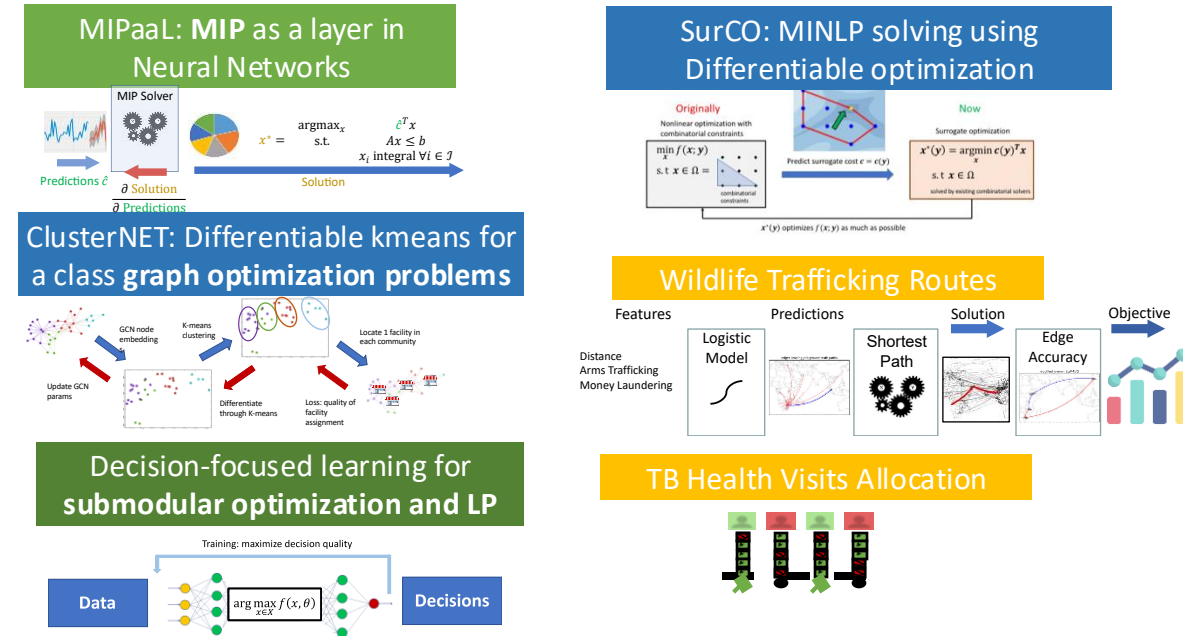 MIPaaL: MIP as a layer in
Neural Networks
MIP Solver
Predictions ĉ
∂ Solution
∂ Predictions
x* = argmax_x ĉᵀx
s.t. Ax ≤ b
x_i integral ∀i ∈ ℐ
Solution
ClusterNET: Differentiable kmeans for
a class graph optimization problems
GCN node
embedding
K-means
clustering
Locate 1 facility in
each community
Update GCN
params
Differentiate
through K-means
Loss: quality of
facility
assignment
Decision-focused learning for
submodular optimization and LP
Training: maximize decision quality
Data
arg max f(x, θ)
x∈X
Decisions
SurCO: MINLP solving using
Differentiable optimization
Originally
Nonlinear optimization with
combinatorial constraints
min f(x; y)
x
s.t x ∈ Ω =
combinatorial
constraints
Predict surrogate cost c = c(y)
Now
Surrogate optimization
x*(y) = argmin c(y)ᵀx
x
s.t x ∈ Ω
solved by existing combinatorial solvers
x*(y) optimizes f(x; y) as much as possible
Wildlife Trafficking Routes
Features
Predictions
Solution
Objective
Distance
Arms Trafficking
Money Laundering
Logistic
Model
Shortest
Path
Edge
Accuracy
TB Health Visits Allocation